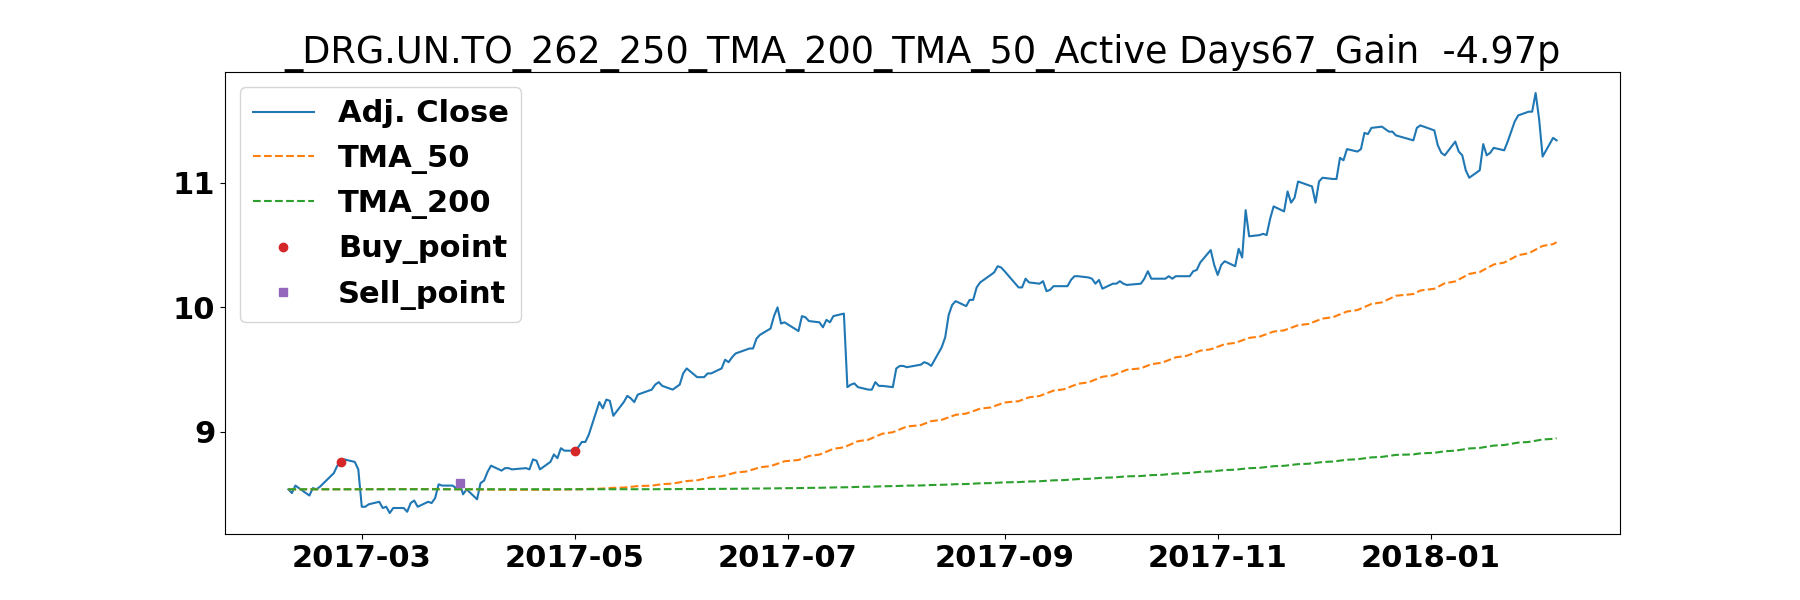 _DRG.UN.TO_262_250_TMA_200_TMA_50_Active Days67_Gain  -4.97p
Adj. Close
TMA_50
TMA_200
Buy_point
Sell_point
11
10
9
2017-03 2017-05 2017-07 2017-09 2017-11 2018-01